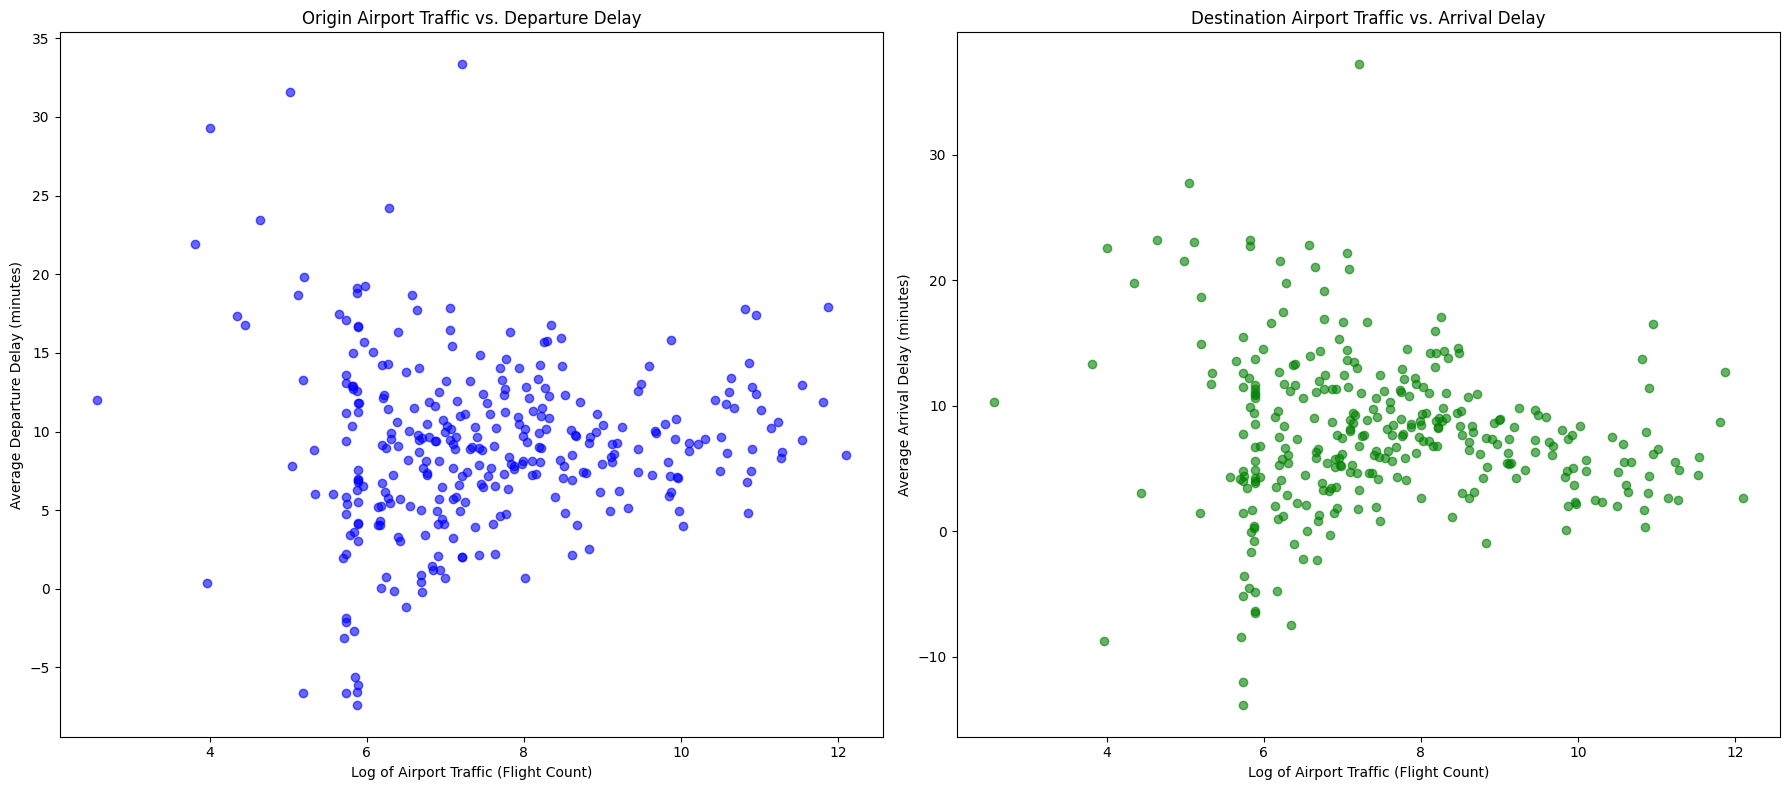 Origin Airport Traffic vs. Departure Delay
35
30
25
20
15
10
5
0
−5
Average Departure Delay (minutes)
4 6 8 10 12
Log of Airport Traffic (Flight Count)
Destination Airport Traffic vs. Arrival Delay
30
20
10
0
−10
Average Arrival Delay (minutes)
4 6 8 10 12
Log of Airport Traffic (Flight Count)